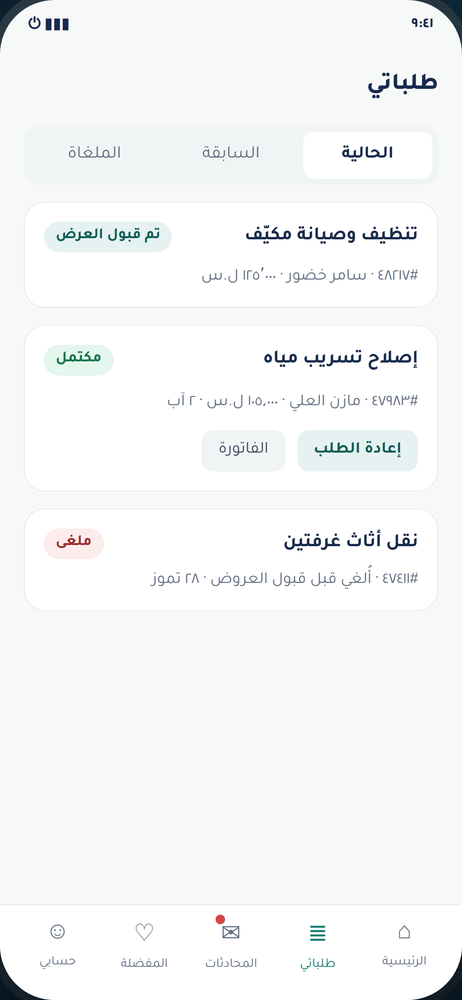 ٩:٤١
طلباتي
الحالية السابقة الملغاة
تنظيف وصيانة مكيّف تم قبول العرض
#٤٨٢١٧ · سامر خضور · ١٢٥٬٠٠٠ ل.س
إصلاح تسريب مياه مكتمل
#٤٧٩٨٣ · مازن العلي · ١٠٥,٠٠٠ ل.س · ٢ آب
إعادة الطلب الفاتورة
نقل أثاث غرفتين ملغى
#٤٧٤١١ · أُلغي قبل قبول العروض · ٢٨ تموز
الرئيسية طلباتي المحادثات المفضلة حسابي